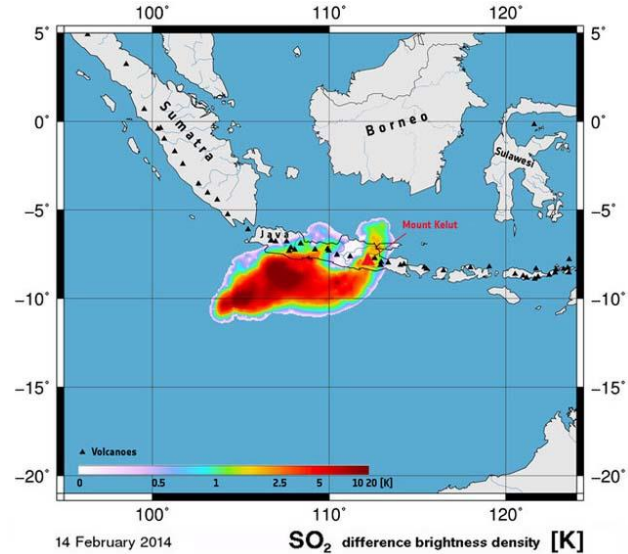 100° 110° 120°
5° 5°
Sumatra
Borneo
0° 0°
Sulawesi
−5° −5°
Java
Mount Kelut
−10° −10°
−15° −15°
▲ Volcanoes
0 0.5 1 2.5 5 10 20 [K]
−20° −20°
100° 110° 120°
14 February 2014 SO₂ difference brightness density [K]